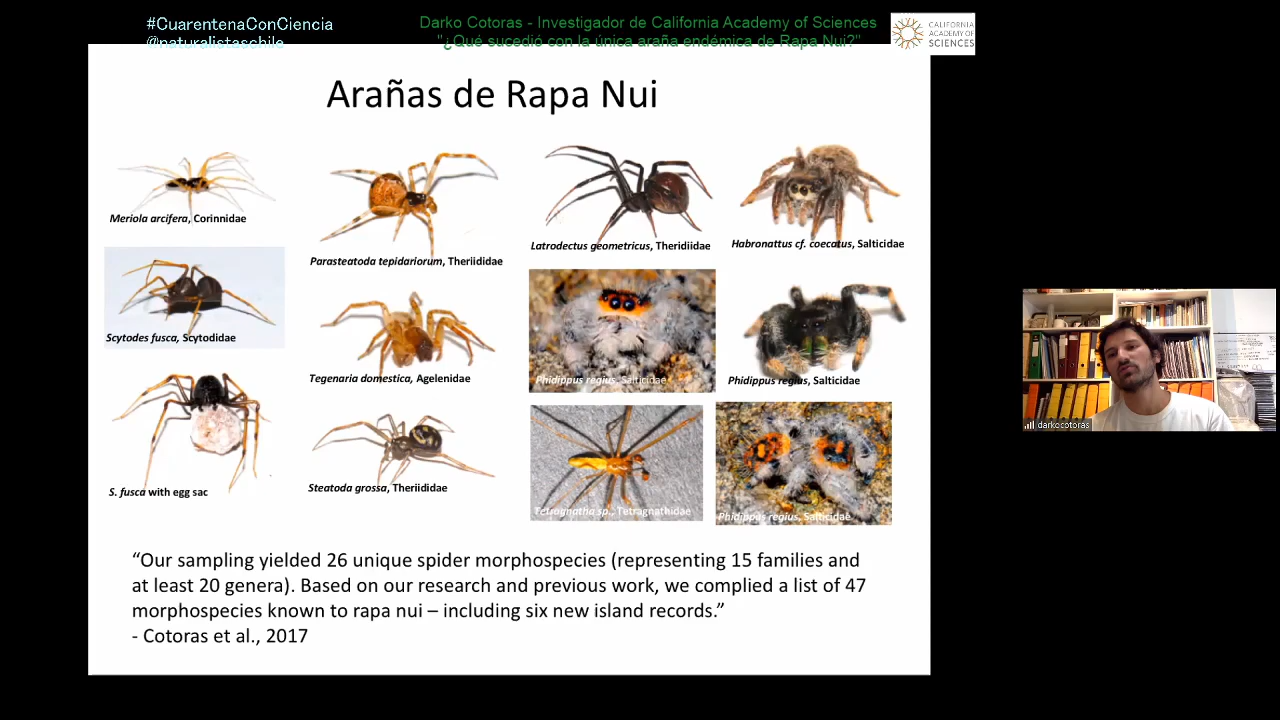 #CuarentenaConCiencia
@naturalistaschile
Darko Cotoras - Investigador de California Academy of Sciences
"¿Qué sucedió con la única araña endémica de Rapa Nui?"
CALIFORNIA
ACADEMY OF
SCIENCES
Arañas de Rapa Nui
Meriola arcifera, Corinnidae
Parasteatoda tepidariorum, Theriididae
Latrodectus geometricus, Theridiidae
Habronattus cf. coecatus, Salticidae
Scytodes fusca, Scytodidae
Tegenaria domestica, Agelenidae
Phidippus regius, Salticidae
Phidippus regius, Salticidae
S. fusca with egg sac
Steatoda grossa, Theriididae
Tetragnatha sp., Tetragnathidae
Phidippus regius, Salticidae
“Our sampling yielded 26 unique spider morphospecies (representing 15 families and
at least 20 genera). Based on our research and previous work, we complied a list of 47
morphospecies known to rapa nui – including six new island records.”
- Cotoras et al., 2017
darkocotoras